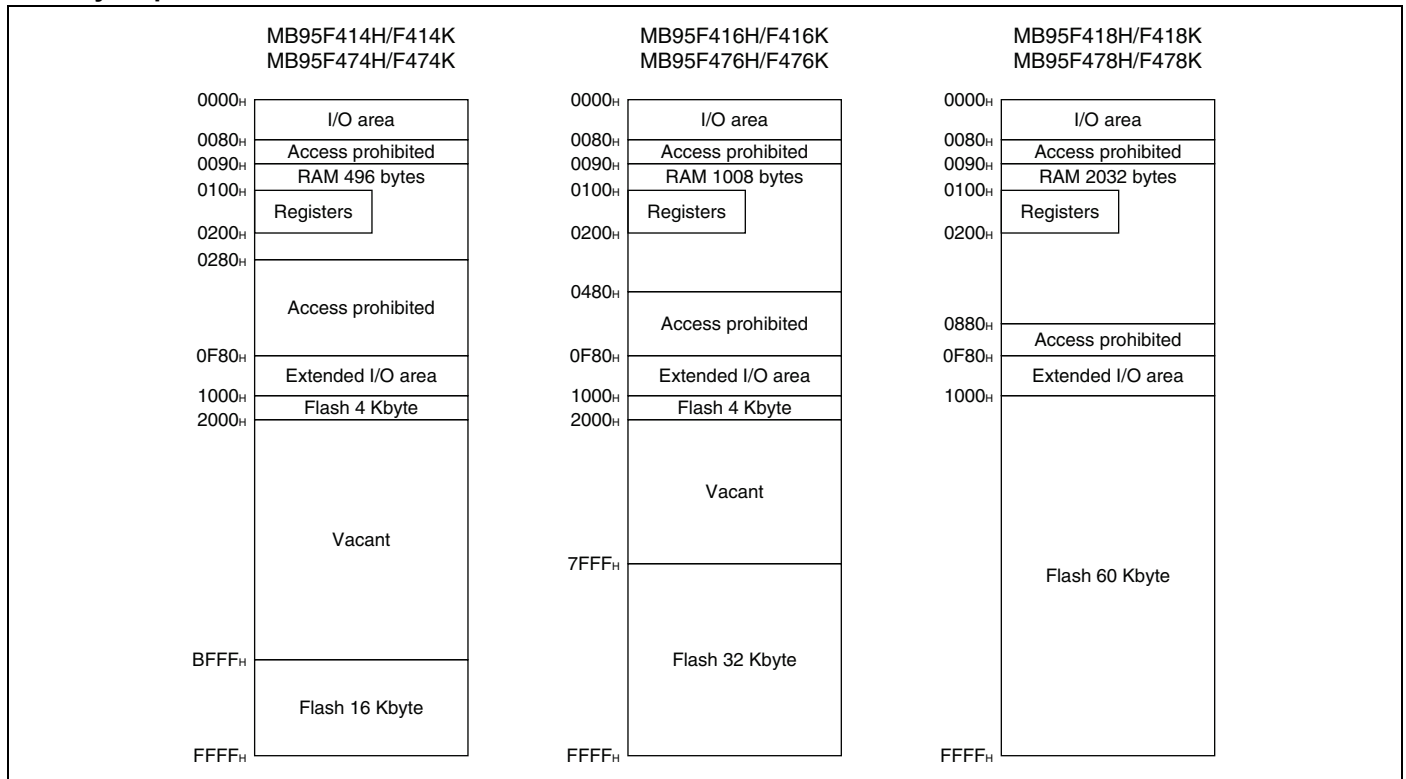 MB95F414H/F414K
MB95F474H/F474K
0000H
I/O area
0080H
Access prohibited
0090H
RAM 496 bytes
0100H
Registers
0200H
0280H
Access prohibited
0F80H
Extended I/O area
1000H
Flash 4 Kbyte
2000H
Vacant
BFFFH
Flash 16 Kbyte
FFFFH
MB95F416H/F416K
MB95F476H/F476K
0000H
I/O area
0080H
Access prohibited
0090H
RAM 1008 bytes
0100H
Registers
0200H
0480H
Access prohibited
0F80H
Extended I/O area
1000H
Flash 4 Kbyte
2000H
Vacant
7FFFH
Flash 32 Kbyte
FFFFH
MB95F418H/F418K
MB95F478H/F478K
0000H
I/O area
0080H
Access prohibited
0090H
RAM 2032 bytes
0100H
Registers
0200H
0880H
Access prohibited
0F80H
Extended I/O area
1000H
Flash 60 Kbyte
FFFFH